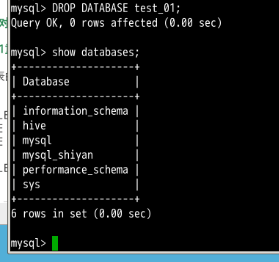 mysql> DROP DATABASE test_01;
Query OK, 0 rows affected (0.00 sec)
mysql> show databases;
+--------------------+
| Database |
+--------------------+
| information_schema |
| hive |
| mysql |
| mysql_shiyan |
| performance_schema |
| sys |
+--------------------+
6 rows in set (0.00 sec)
mysql>